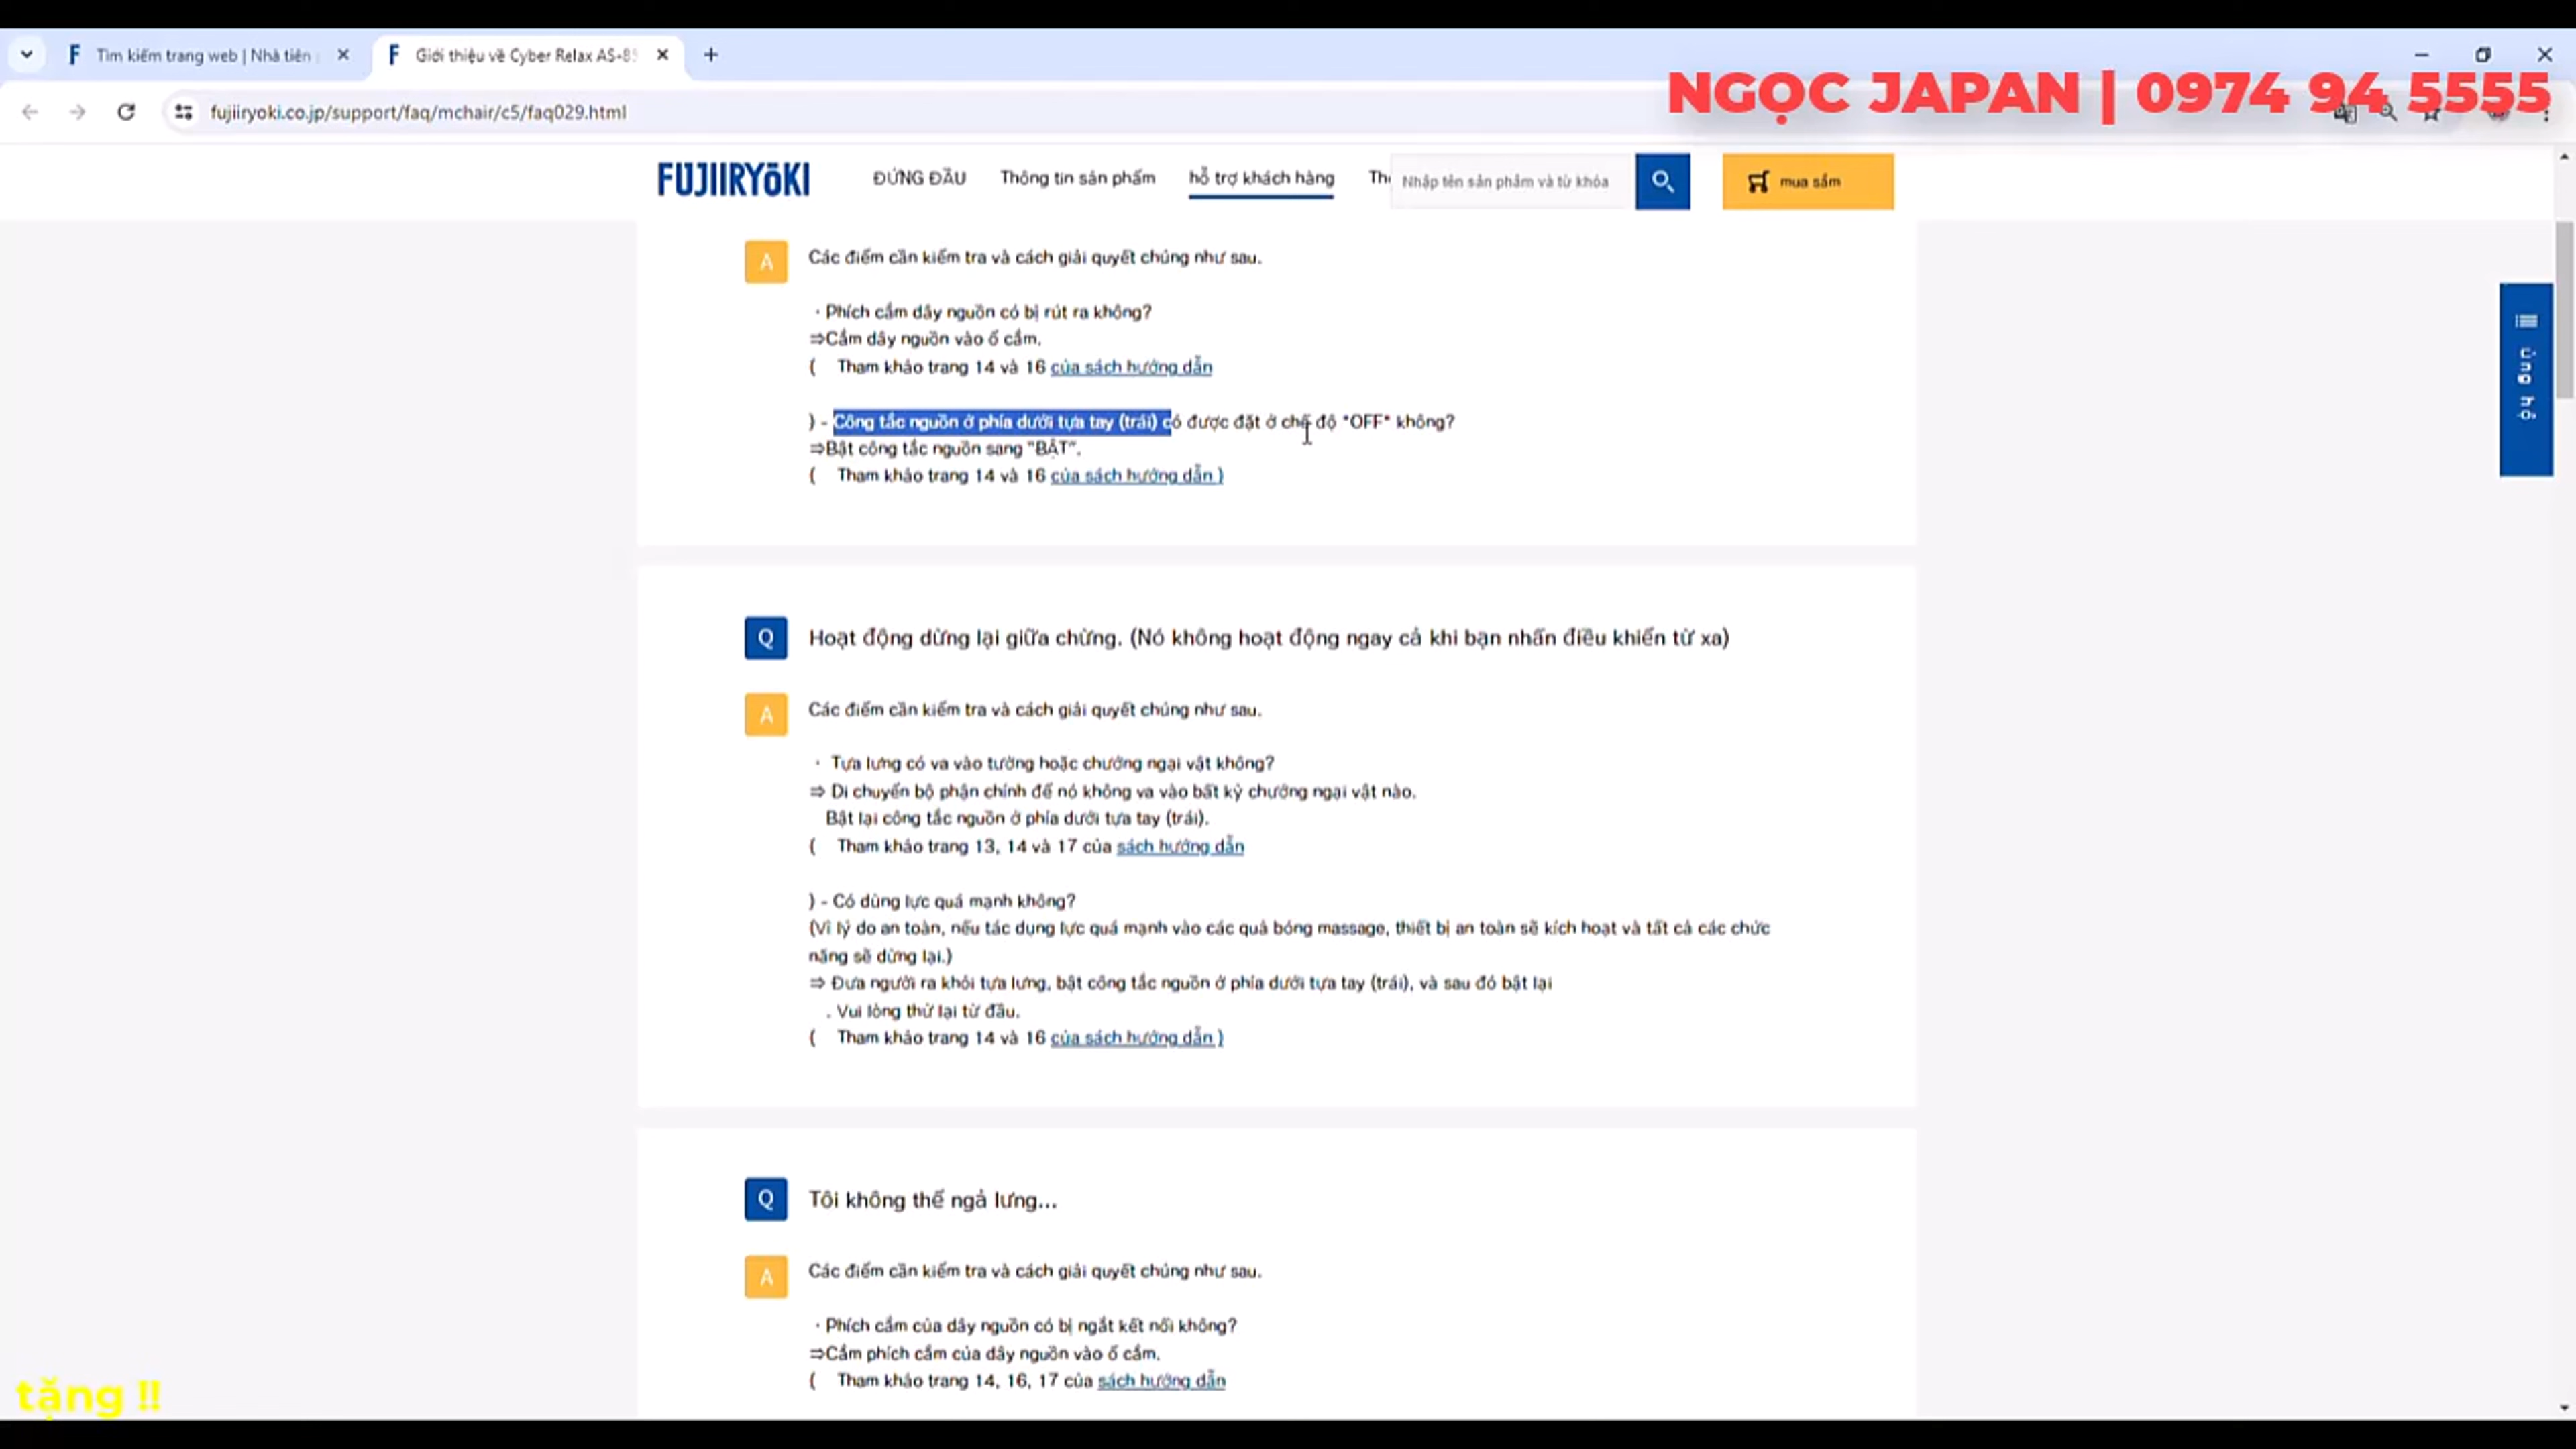 Tìm kiếm trang web | Nhà tiên
Giới thiệu về Cyber Relax AS-85
fujiiryoki.co.jp/support/faq/mchair/c5/faq029.html
NGỌC JAPAN | 0974 94 5555
FUJIIRYōKI
ĐỨNG ĐẦU
Thông tin sản phẩm
hỗ trợ khách hàng
Thô
Nhập tên sản phẩm và từ khóa
mua sắm
A
Các điểm cần kiểm tra và cách giải quyết chúng như sau.
・Phích cắm dây nguồn có bị rút ra không?
⇒Cắm dây nguồn vào ổ cắm.
( Tham khảo trang 14 và 16 của sách hướng dẫn
) - Công tắc nguồn ở phía dưới tựa tay (trái) có được đặt ở chế độ "OFF" không?
⇒Bật công tắc nguồn sang "BẬT".
( Tham khảo trang 14 và 16 của sách hướng dẫn )
ủng hộ
Q
Hoạt động dừng lại giữa chừng. (Nó không hoạt động ngay cả khi bạn nhấn điều khiển từ xa)
A
Các điểm cần kiểm tra và cách giải quyết chúng như sau.
・ Tựa lưng có va vào tường hoặc chướng ngại vật không?
⇒ Di chuyển bộ phận chính để nó không va vào bất kỳ chướng ngại vật nào.
Bật lại công tắc nguồn ở phía dưới tựa tay (trái).
( Tham khảo trang 13, 14 và 17 của sách hướng dẫn
) - Có dùng lực quá mạnh không?
(Vì lý do an toàn, nếu tác dụng lực quá mạnh vào các quả bóng massage, thiết bị an toàn sẽ kích hoạt và tất cả các chức
năng sẽ dừng lại.)
⇒ Đưa người ra khỏi tựa lưng, bật công tắc nguồn ở phía dưới tựa tay (trái), và sau đó bật lại
. Vui lòng thử lại từ đầu.
( Tham khảo trang 14 và 16 của sách hướng dẫn )
Q
Tôi không thể ngả lưng...
A
Các điểm cần kiểm tra và cách giải quyết chúng như sau.
・Phích cắm của dây nguồn có bị ngắt kết nối không?
⇒Cắm phích cắm của dây nguồn vào ổ cắm.
( Tham khảo trang 14, 16, 17 của sách hướng dẫn
tặng !!